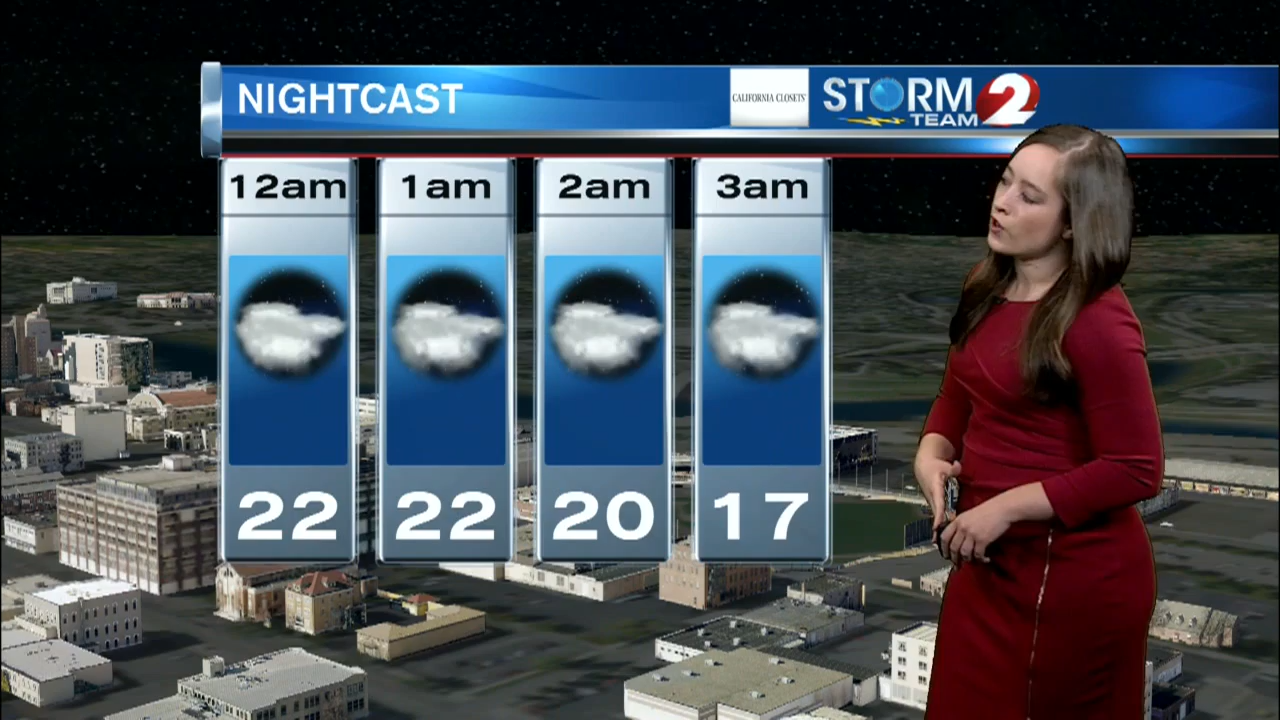 NIGHTCAST
CALIFORNIA CLOSETS
STORM
TEAM 2
12am 1am 2am 3am
22 22 20 17